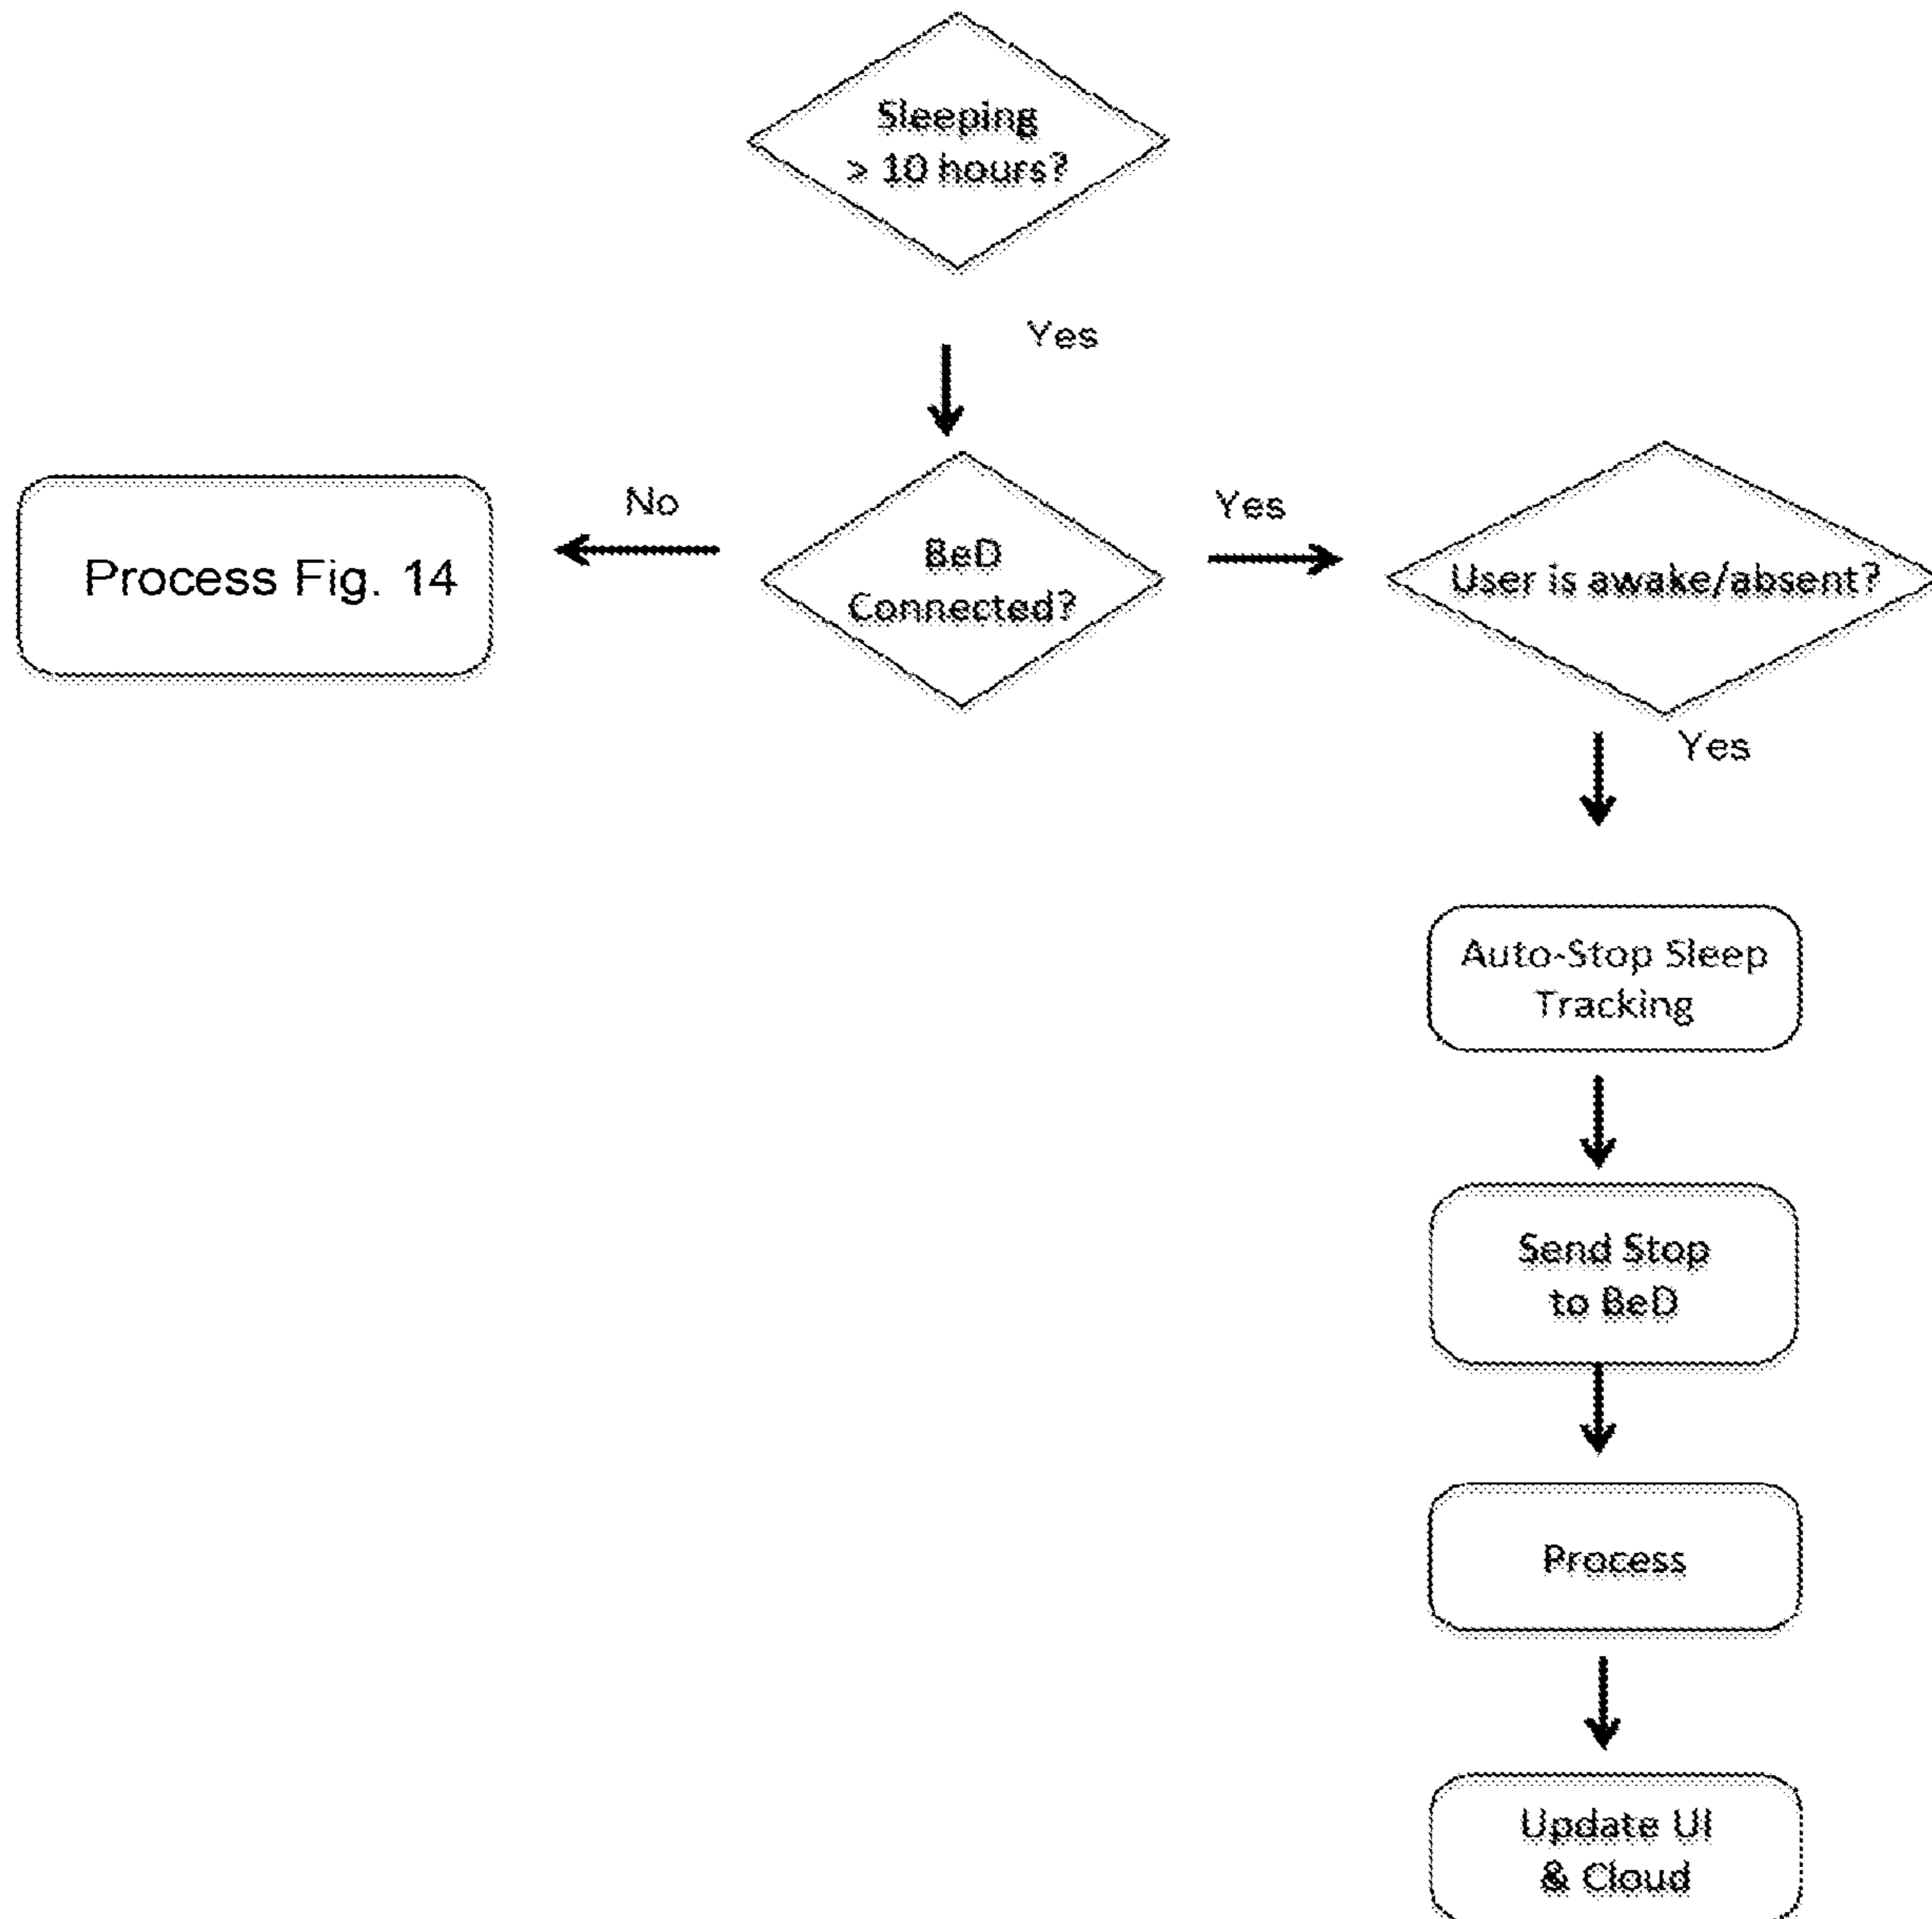 Sleeping
> 10 hours?
Yes
No
Yes
Process Fig. 14
BeD
Connected?
User is awake/absent?
Yes
Auto-Stop Sleep
Tracking
Send Stop
to BeD
Process
Update UI
& Cloud